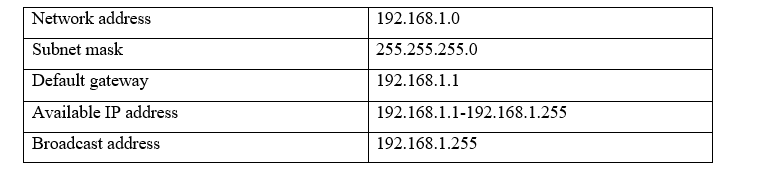 Network address 192.168.1.0
Subnet mask 255.255.255.0
Default gateway 192.168.1.1
Available IP address 192.168.1.1-192.168.1.255
Broadcast address 192.168.1.255